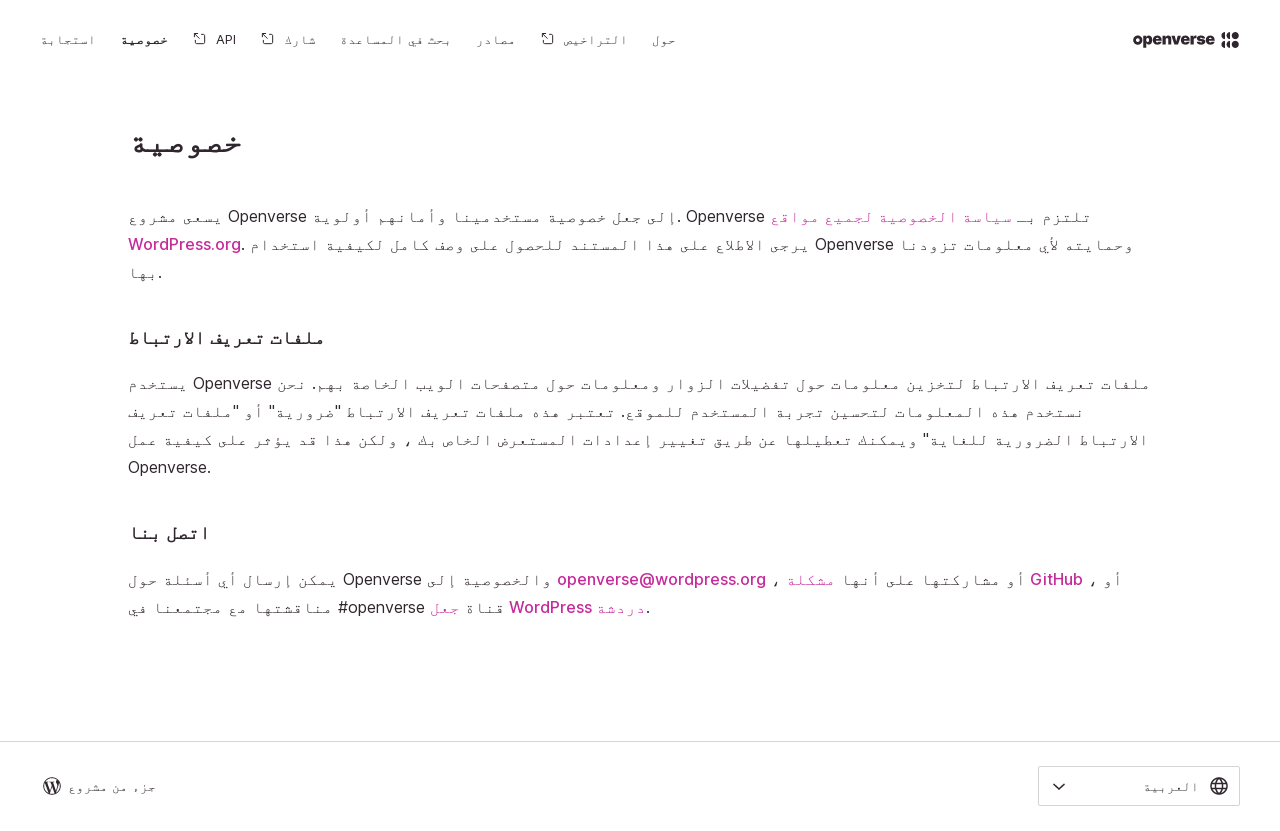 openverse
حول
التراخيص
مصادر
بحث في المساعدة
شارك
API
خصوصية
استجابة
خصوصية
يسعى مشروع Openverse إلى جعل خصوصية مستخدمينا وأمانهم أولوية. Openverse تلتزم بـ سياسة الخصوصية لجميع مواقع
WordPress.org. يرجى الاطلاع على هذا المستند للحصول على وصف كامل لكيفية استخدام Openverse وحمايته لأي معلومات تزودنا
بها.
ملفات تعريف الارتباط
يستخدم Openverse ملفات تعريف الارتباط لتخزين معلومات حول تفضيلات الزوار ومعلومات حول متصفحات الويب الخاصة بهم. نحن
نستخدم هذه المعلومات لتحسين تجربة المستخدم للموقع. تعتبر هذه ملفات تعريف الارتباط "ضرورية" أو "ملفات تعريف
الارتباط الضرورية للغاية" ويمكنك تعطيلها عن طريق تغيير إعدادات المستعرض الخاص بك ، ولكن هذا قد يؤثر على كيفية عمل
Openverse.
اتصل بنا
يمكن إرسال أي أسئلة حول Openverse والخصوصية إلى openverse@wordpress.org ، أو مشاركتها على أنها مشكلة GitHub ، أو
مناقشتها مع مجتمعنا في #openverse قناة جعل WordPress دردشة.
العربية
جزء من مشروع